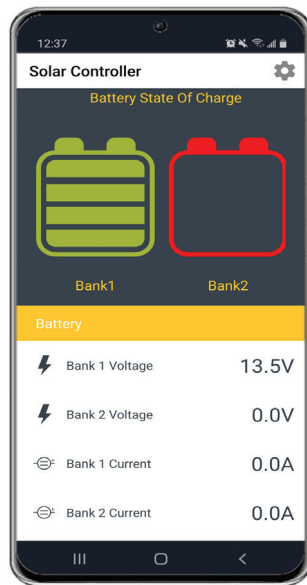 12:37
Solar Controller
Battery State Of Charge
Bank1 Bank2
Battery
Bank 1 Voltage 13.5V
Bank 2 Voltage 0.0V
Bank 1 Current 0.0A
Bank 2 Current 0.0A